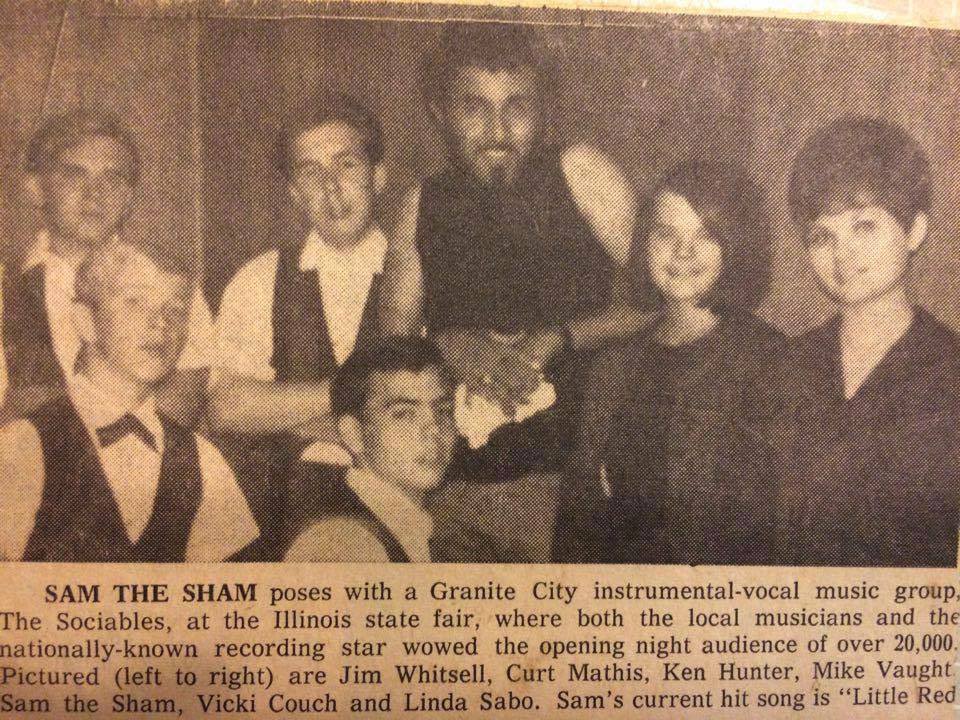 SAM THE SHAM poses with a Granite City instrumental-vocal music group,
The Sociables, at the Illinois state fair, where both the local musicians and the
nationally-known recording star wowed the opening night audience of over 20,000.
Pictured (left to right) are Jim Whitsell, Curt Mathis, Ken Hunter, Mike Vaught
Sam the Sham, Vicki Couch and Linda Sabo. Sam's current hit song is "Little Red